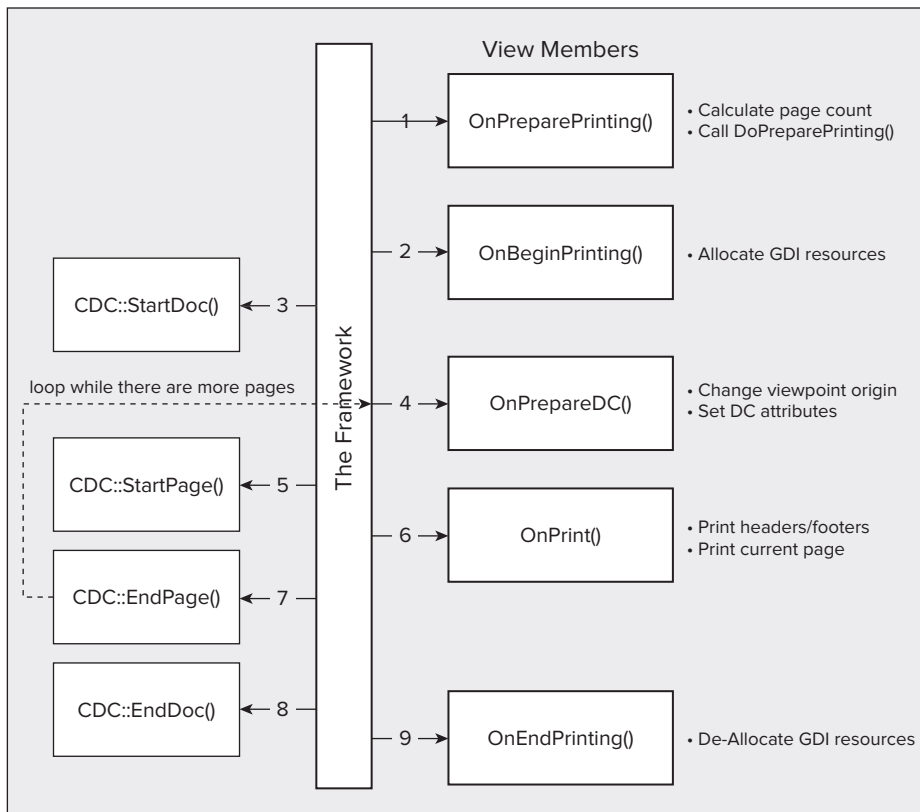 View Members
1
OnPreparePrinting()
• Calculate page count
• Call DoPreparePrinting()
2
OnBeginPrinting()
• Allocate GDI resources
CDC::StartDoc()
3
The Framework
loop while there are more pages
4
OnPrepareDC()
• Change viewpoint origin
• Set DC attributes
CDC::StartPage()
5
6
OnPrint()
• Print headers/footers
• Print current page
CDC::EndPage()
7
CDC::EndDoc()
8
9
OnEndPrinting()
• De-Allocate GDI resources